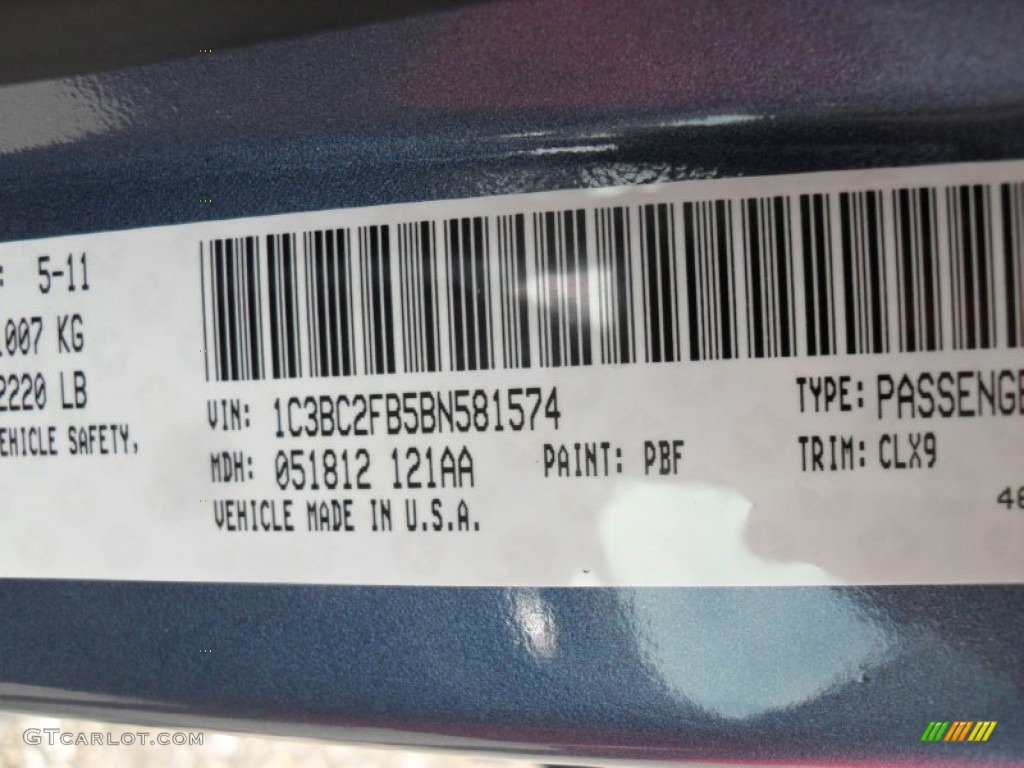 : 5-11
.007 KG
2220 LB
EHICLE SAFETY,
VIN: 1C3BC2FB5BN581574
TYPE: PASSENGE
MDH: 051812 121AA
PAINT: PBF
TRIM: CLX9
48
VEHICLE MADE IN U.S.A.
GTCARLOT.COM